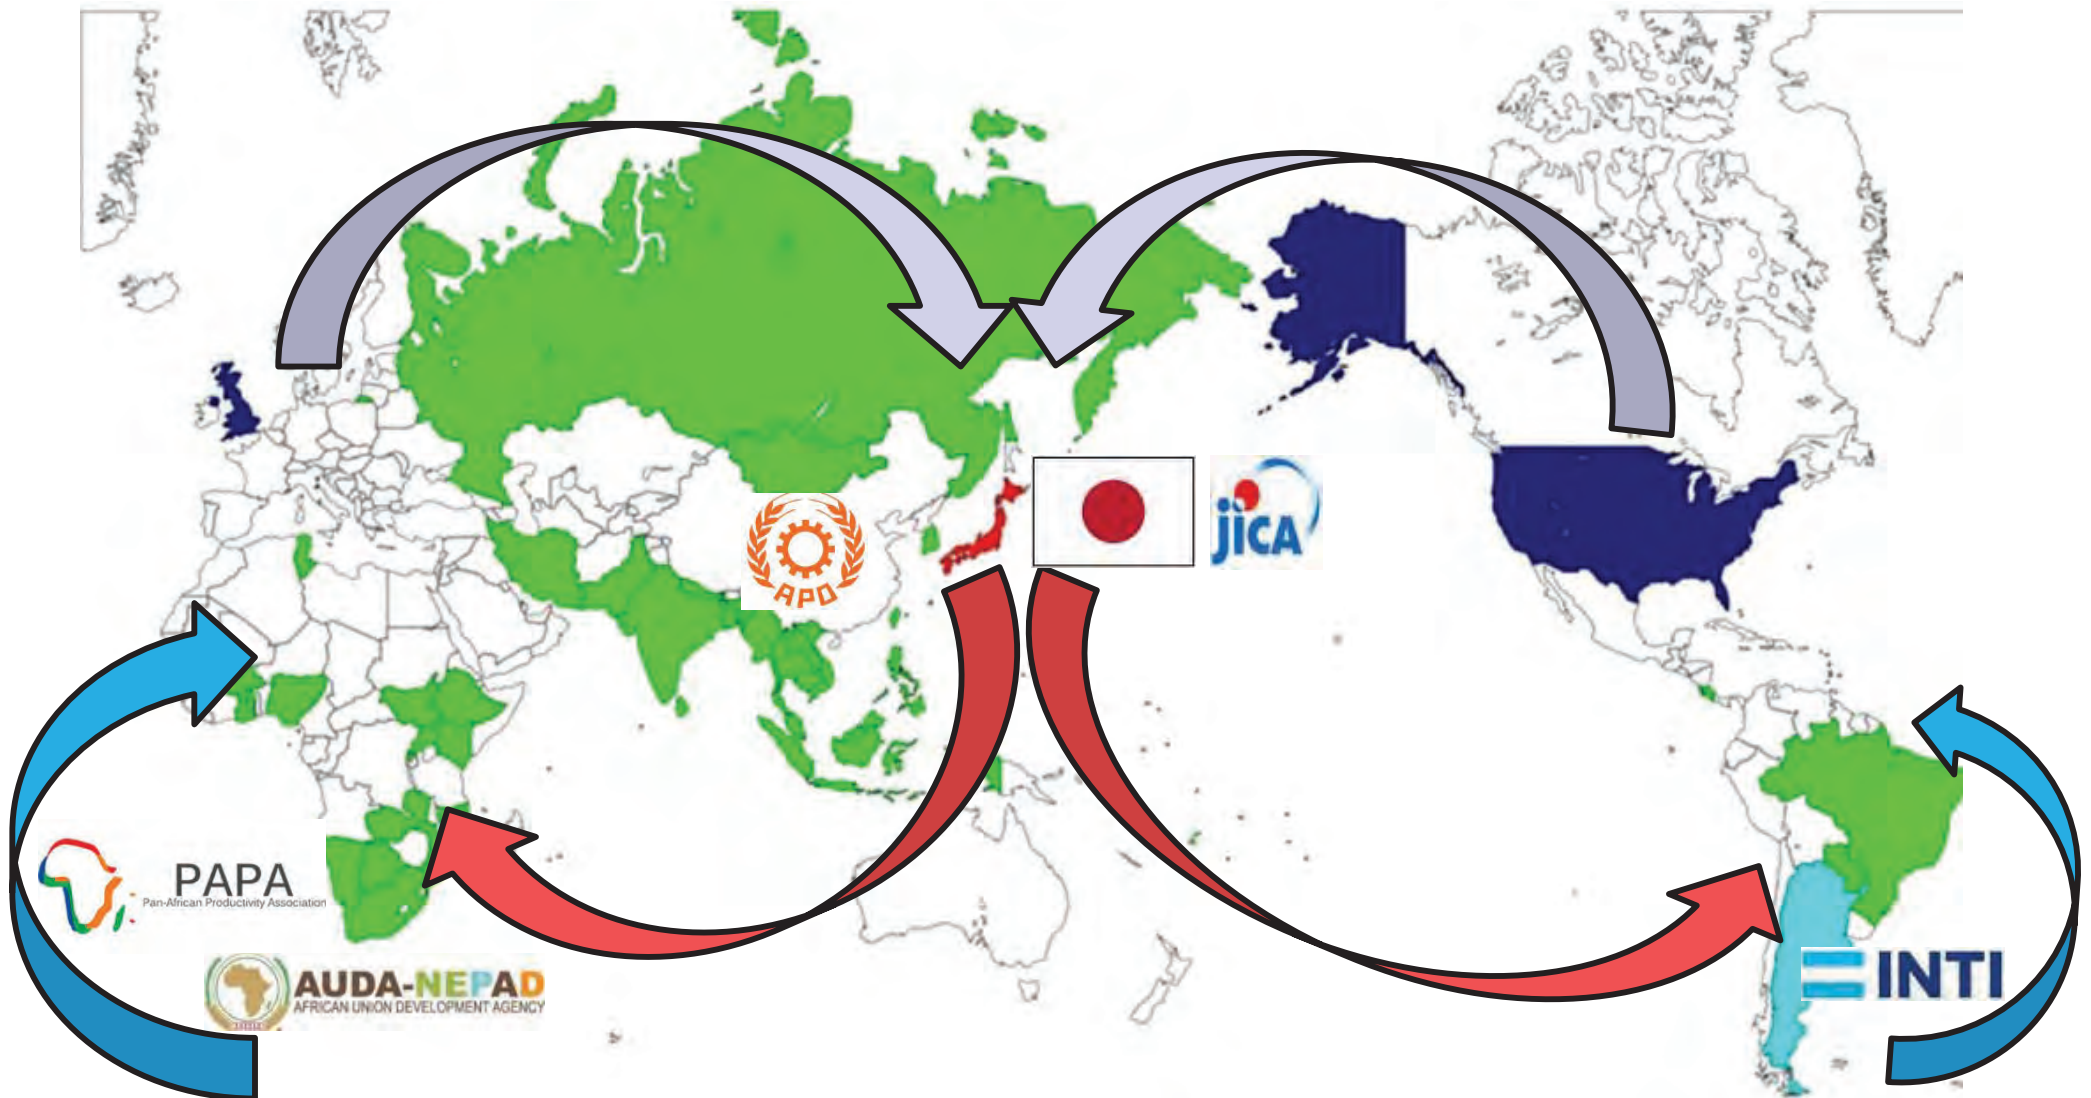 APO
jICA
PAPA
Pan-African Productivity Association
AUDA-NEPAD
AFRICAN UNION DEVELOPMENT AGENCY
INTI